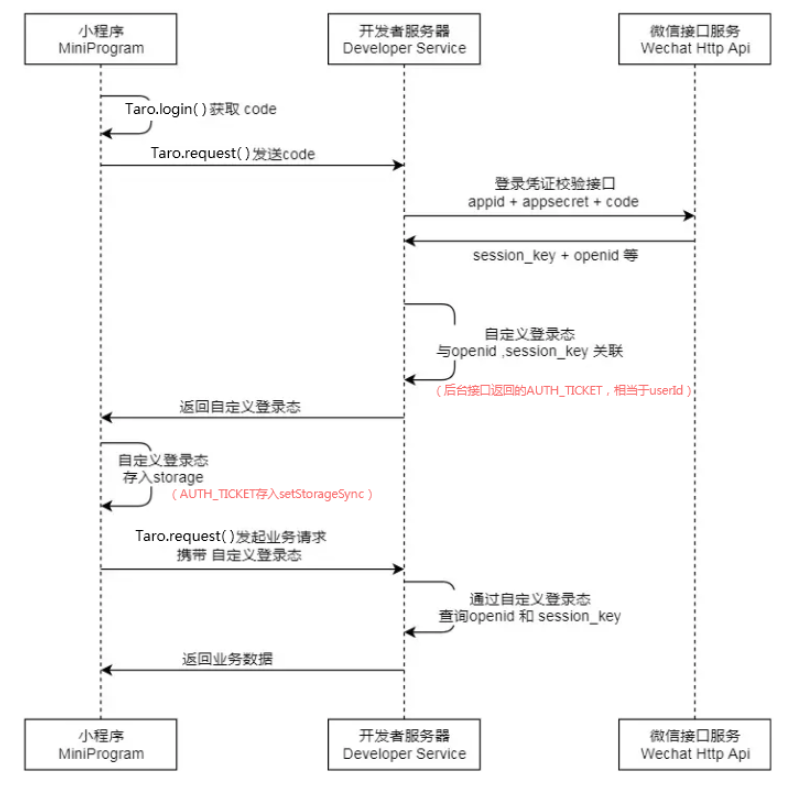 小程序
MiniProgram
开发者服务器
Developer Service
微信接口服务
Wechat Http Api
Taro.login( ) 获取 code
Taro.request( ) 发送code
登录凭证校验接口
appid + appsecret + code
session_key + openid 等
自定义登录态
与openid ,session_key 关联
（后台接口返回的AUTH_TICKET，相当于userId）
返回自定义登录态
自定义登录态
存入storage
（AUTH_TICKET存入setStorageSync）
Taro.request( )发起业务请求
携带 自定义登录态
通过自定义登录态
查询openid 和 session_key
返回业务数据
小程序
MiniProgram
开发者服务器
Developer Service
微信接口服务
Wechat Http Api